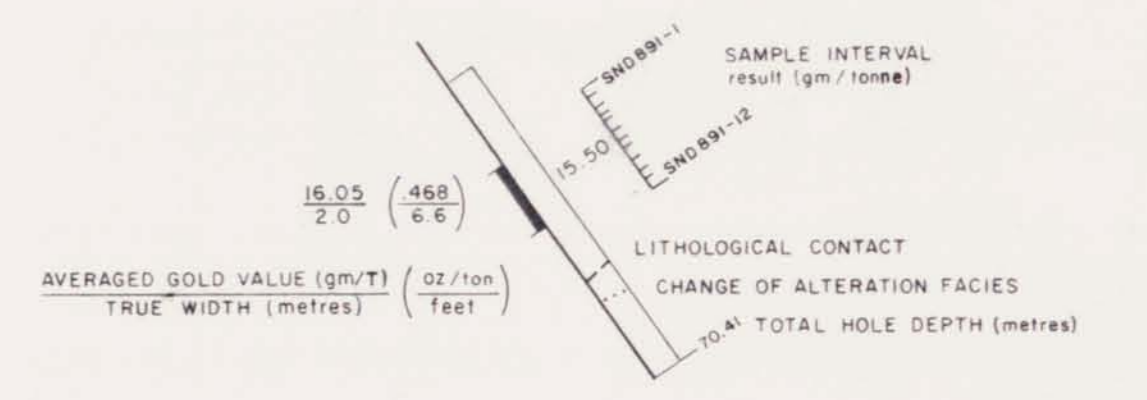 SND891-1
SAMPLE INTERVAL
result (gm/tonne)
SND891-12
15.50
16.05 (.468)
2.0 (6.6)
AVERAGED GOLD VALUE (gm/T) (oz/ton)
TRUE WIDTH (metres) (feet)
LITHOLOGICAL CONTACT
CHANGE OF ALTERATION FACIES
70.41 TOTAL HOLE DEPTH (metres)